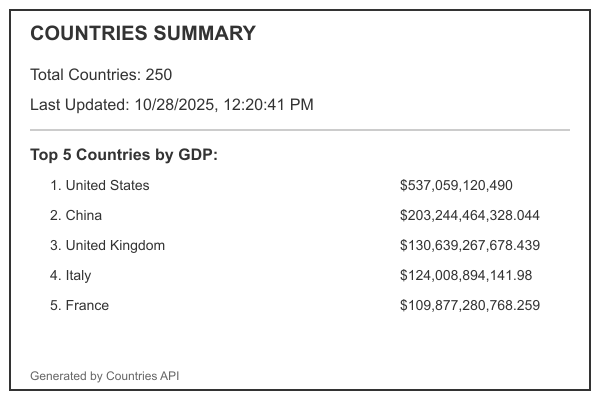 COUNTRIES SUMMARY
Total Countries: 250
Last Updated: 10/28/2025, 12:20:41 PM
Top 5 Countries by GDP:
1. United States $537,059,120,490
2. China $203,244,464,328.044
3. United Kingdom $130,639,267,678.439
4. Italy $124,008,894,141.98
5. France $109,877,280,768.259
Generated by Countries API